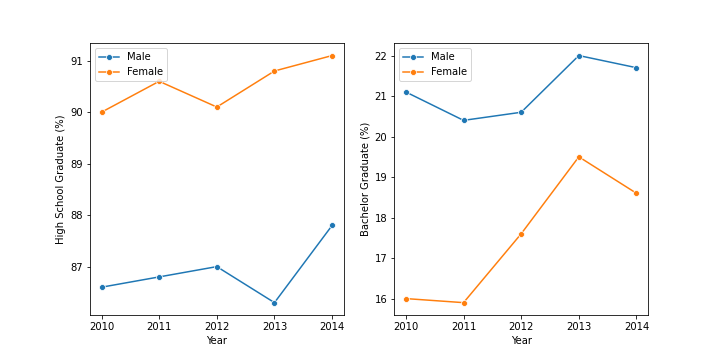 Male
Female
91
90
89
88
87
High School Graduate (%)
2010 2011 2012 2013 2014
Year
Male
Female
22
21
20
19
18
17
16
Bachelor Graduate (%)
2010 2011 2012 2013 2014
Year